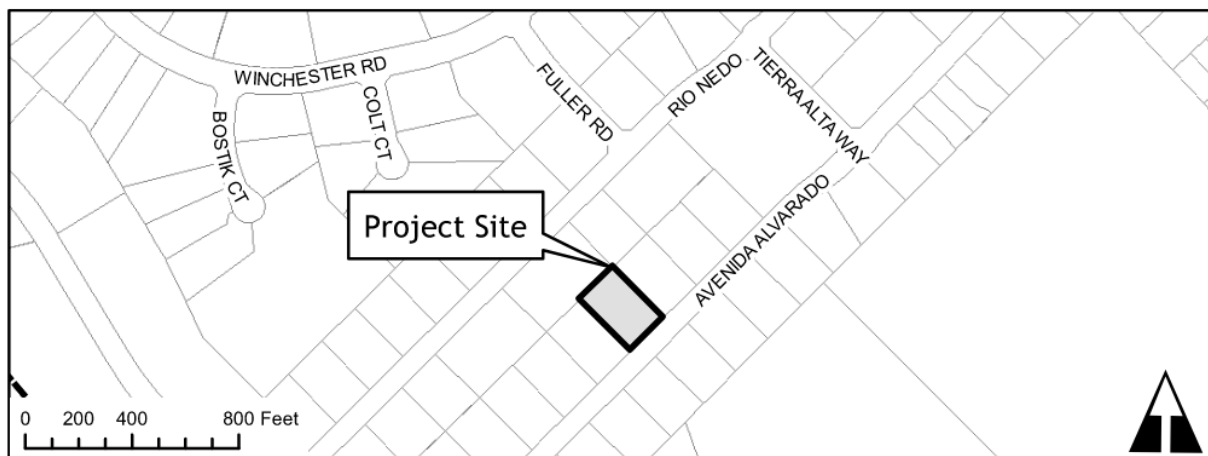 WINCHESTER RD
BOSTIK CT
COLT CT
FULLER RD
RIO NEDO
TIERRA ALTA WAY
AVENIDA ALVARADO
Project Site
0 200 400 800 Feet